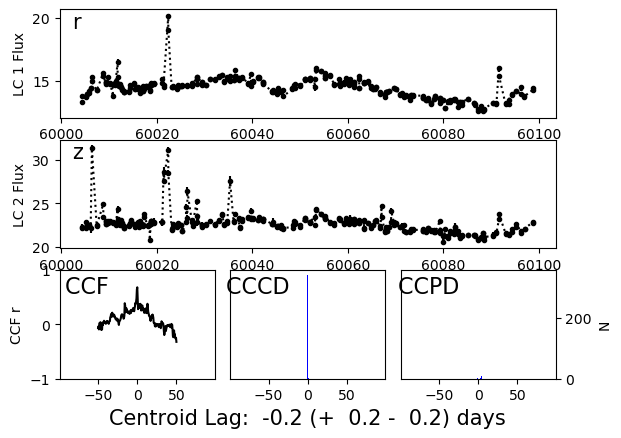 20
15
LC 1 Flux
r
60000 60020 60040 60060 60080 60100
30
25
20
LC 2 Flux
z
60000 60020 60040 60060 60080 60100
1
0
−1
CCF r
CCF
CCCD
CCPD
200
0
N
−50 0 50
−50 0 50
−50 0 50
Centroid Lag: -0.2 (+ 0.2 - 0.2) days